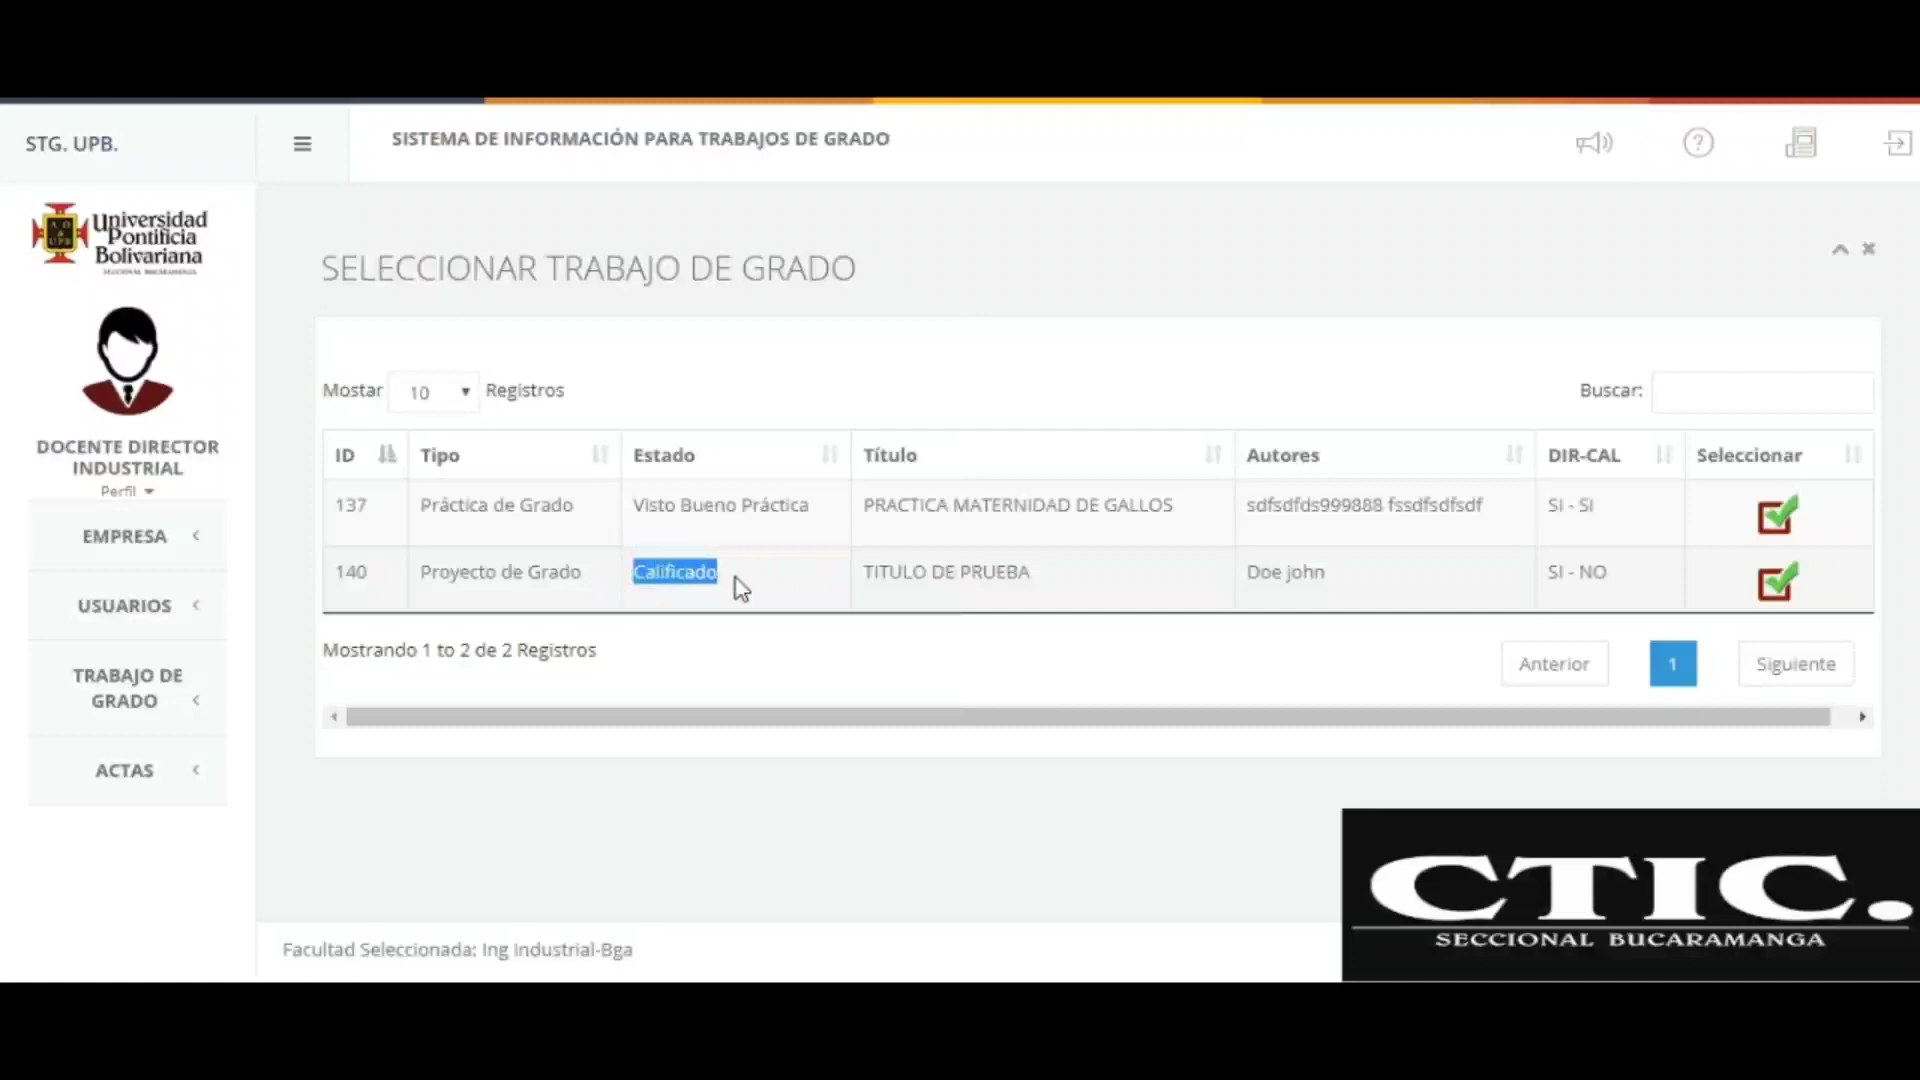 STG. UPB.
SISTEMA DE INFORMACIÓN PARA TRABAJOS DE GRADO
Universidad
Pontificia
Bolivariana
SECCIONAL BUCARAMANGA
DOCENTE DIRECTOR
INDUSTRIAL
Perfil
EMPRESA
USUARIOS
TRABAJO DE
GRADO
ACTAS
SELECCIONAR TRABAJO DE GRADO
Mostar 10 Registros
Buscar:
ID Tipo Estado Título Autores DIR-CAL Seleccionar
137 Práctica de Grado Visto Bueno Práctica PRACTICA MATERNIDAD DE GALLOS sdfsdfds999888 fssdfsdfsdf SI - SI
140 Proyecto de Grado Calificado TITULO DE PRUEBA Doe john SI - NO
Mostrando 1 to 2 de 2 Registros
Anterior 1 Siguiente
Facultad Seleccionada: Ing Industrial-Bga
CTIC.
SECCIONAL BUCARAMANGA